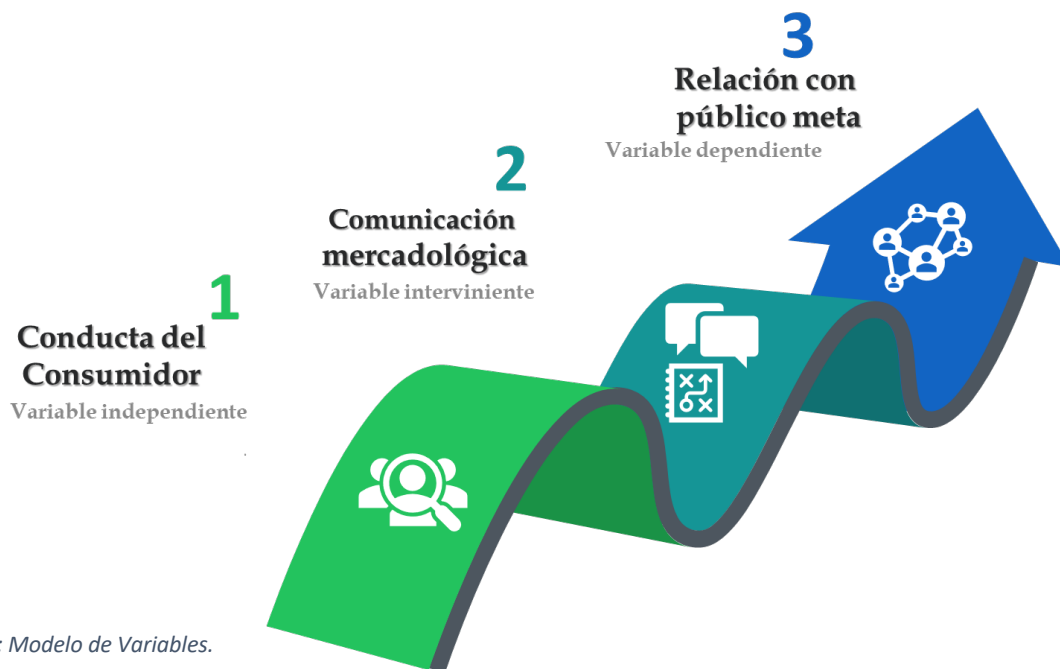 1
Conducta del
Consumidor
Variable independiente
2
Comunicación
mercadológica
Variable interviniente
3
Relación con
público meta
Variable dependiente
: Modelo de Variables.